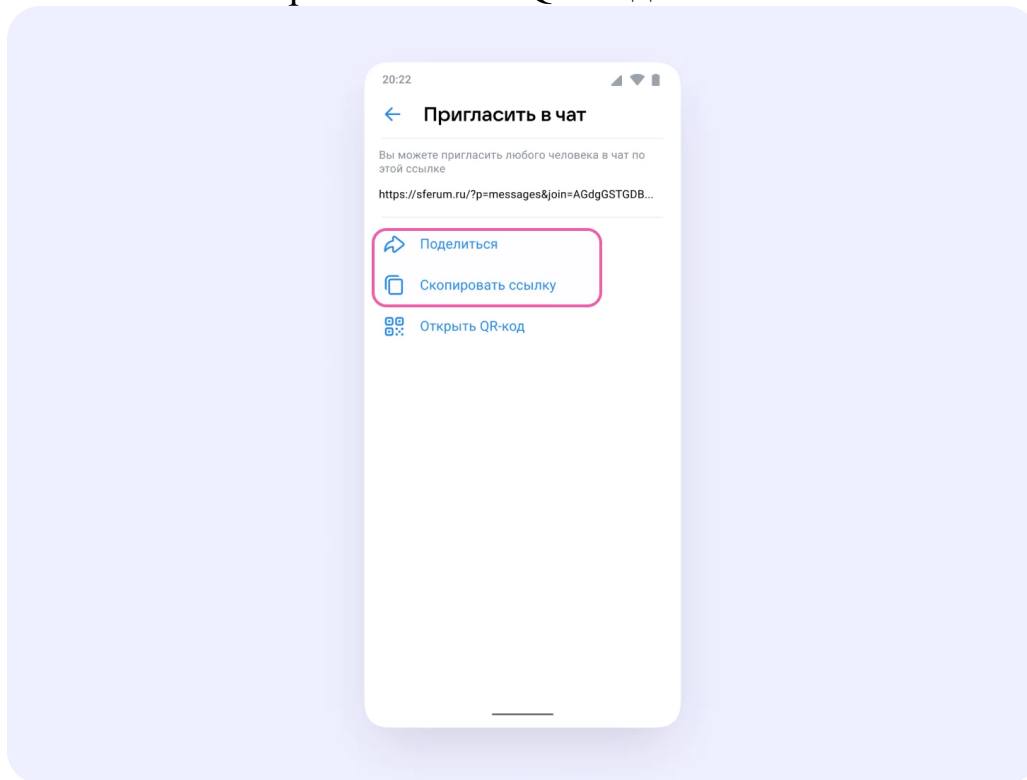 20:22
Пригласить в чат
Вы можете пригласить любого человека в чат по
этой ссылке
https://sferum.ru/?p=messages&join=AGdgGSTGDB...
Поделиться
Скопировать ссылку
Открыть QR-код